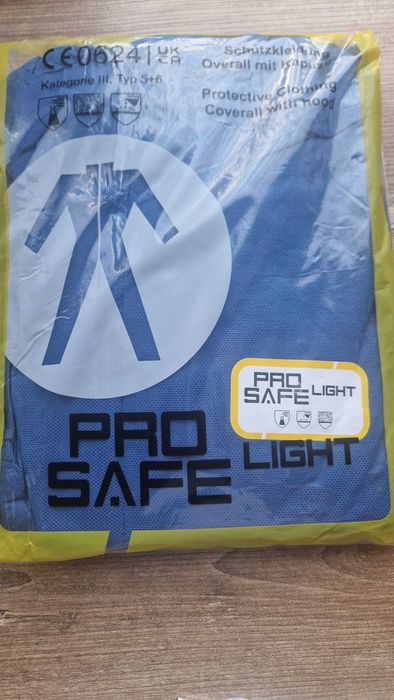 CE0624 | UK CA
Kategorie III. Typ 5+6
Schutzkleidung
Overall mit Kapuze
Protective Clothing
Coverall with hood
PRO
SAFE LIGHT
PRO
SAFE LIGHT